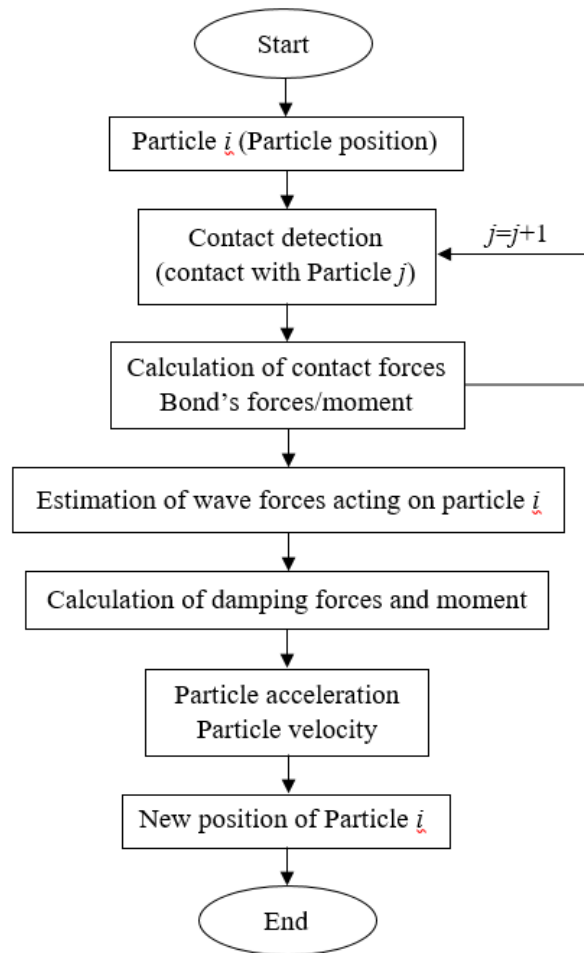 Start
Particle i (Particle position)
Contact detection
(contact with Particle j)
j=j+1
Calculation of contact forces
Bond’s forces/moment
Estimation of wave forces acting on particle i
Calculation of damping forces and moment
Particle acceleration
Particle velocity
New position of Particle i
End